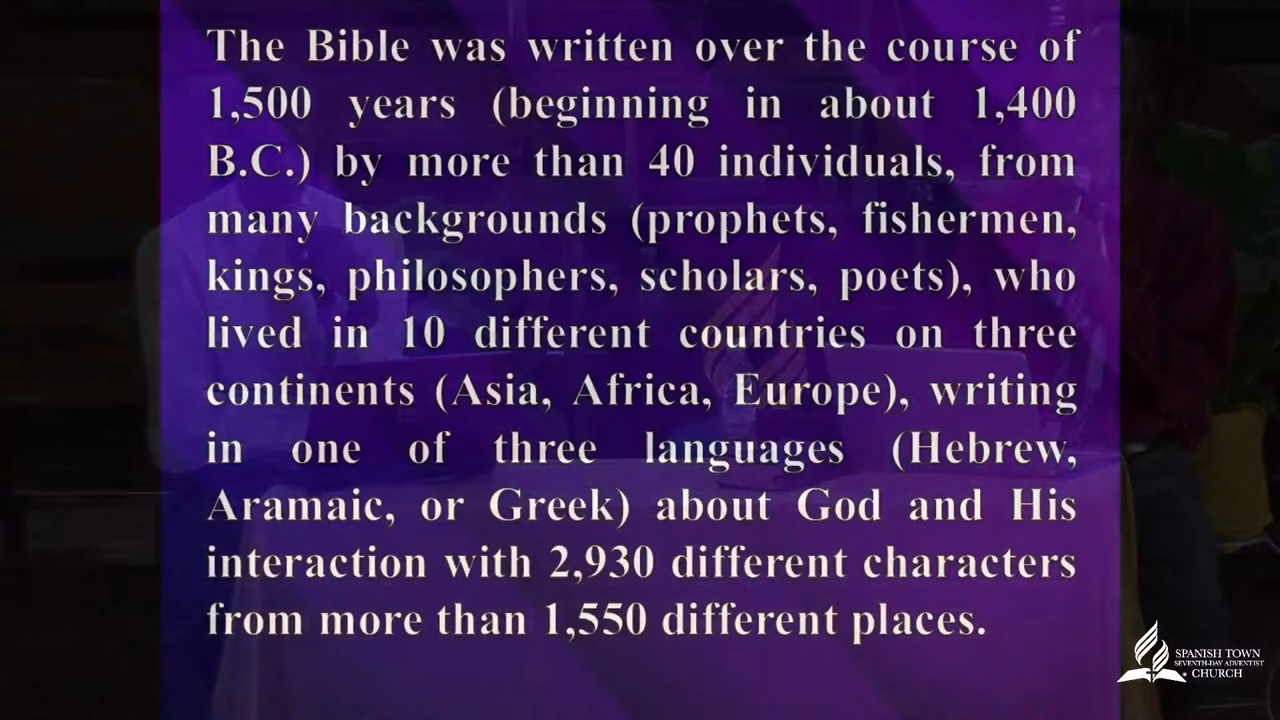 The Bible was written over the course of
1,500 years (beginning in about 1,400
B.C.) by more than 40 individuals, from
many backgrounds (prophets, fishermen,
kings, philosophers, scholars, poets), who
lived in 10 different countries on three
continents (Asia, Africa, Europe), writing
in one of three languages (Hebrew,
Aramaic, or Greek) about God and His
interaction with 2,930 different characters
from more than 1,550 different places.
SPANISH TOWN
SEVENTH-DAY ADVENTIST
CHURCH